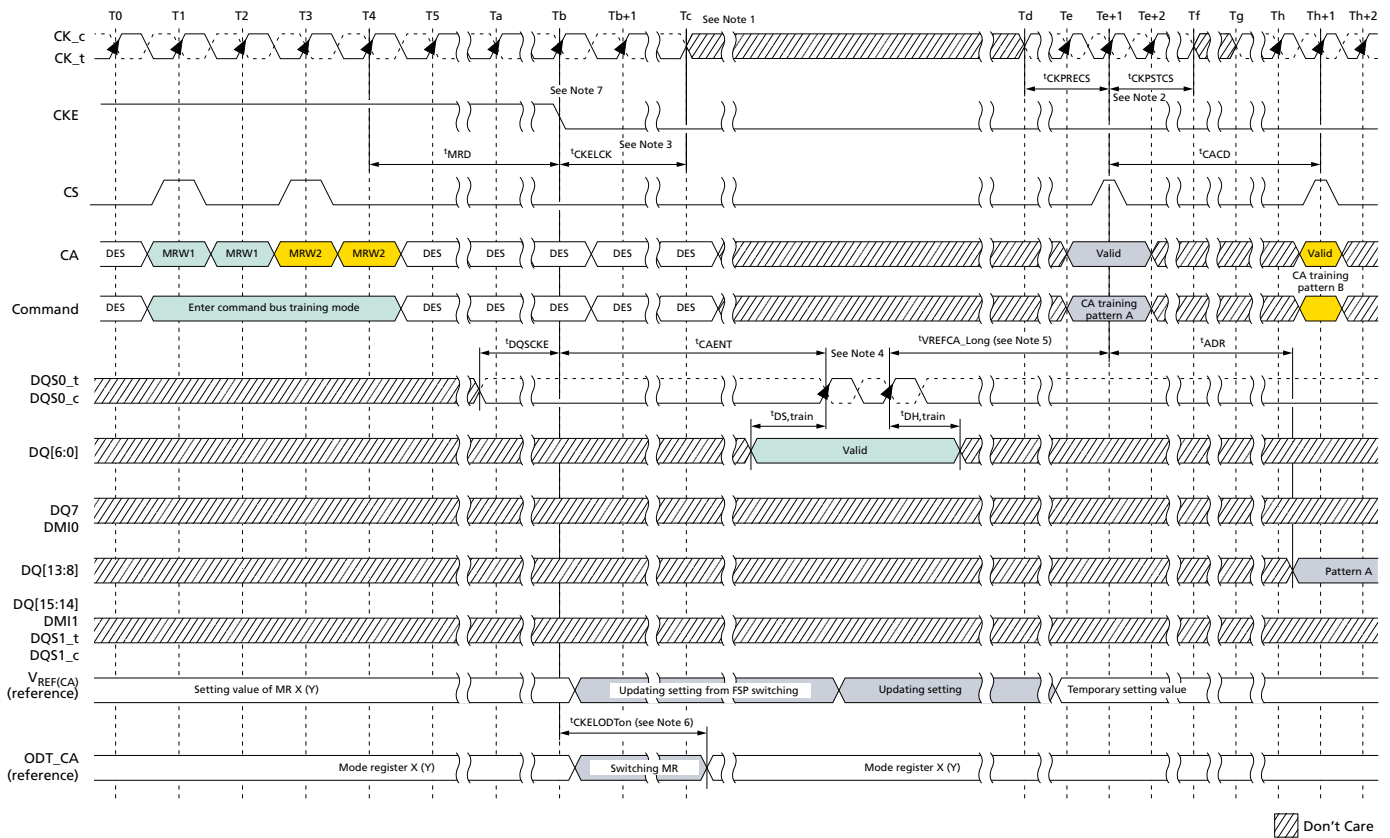 T0 T1 T2 T3 T4 T5 Ta Tb Tb+1 Tc See Note 1 Td Te Te+1 Te+2 Tf Tg Th Th+1 Th+2
CK_c
CK_t
tCKPRECS tCKPSTCS
See Note 7 See Note 2
CKE
See Note 3
tMRD tCKELCK tCACD
CS
CA DES MRW1 MRW1 MRW2 MRW2 DES DES DES DES DES Valid Valid
CA training
pattern B
Command DES Enter command bus training mode DES DES DES DES DES CA training
pattern A
tDQSCKE tCAENT See Note 4 tVREFCA_Long (see Note 5) tADR
DQS0_t
DQS0_c
tDS,train tDH,train
DQ[6:0] Valid
DQ7
DMI0
DQ[13:8] Pattern A
DQ[15:14]
DMI1
DQS1_t
DQS1_c
VREF(CA)
(reference) Setting value of MR X (Y) Updating setting from FSP switching Updating setting Temporary setting value
tCKELODTon (see Note 6)
ODT_CA
(reference) Mode register X (Y) Switching MR Mode register X (Y)
Don't Care